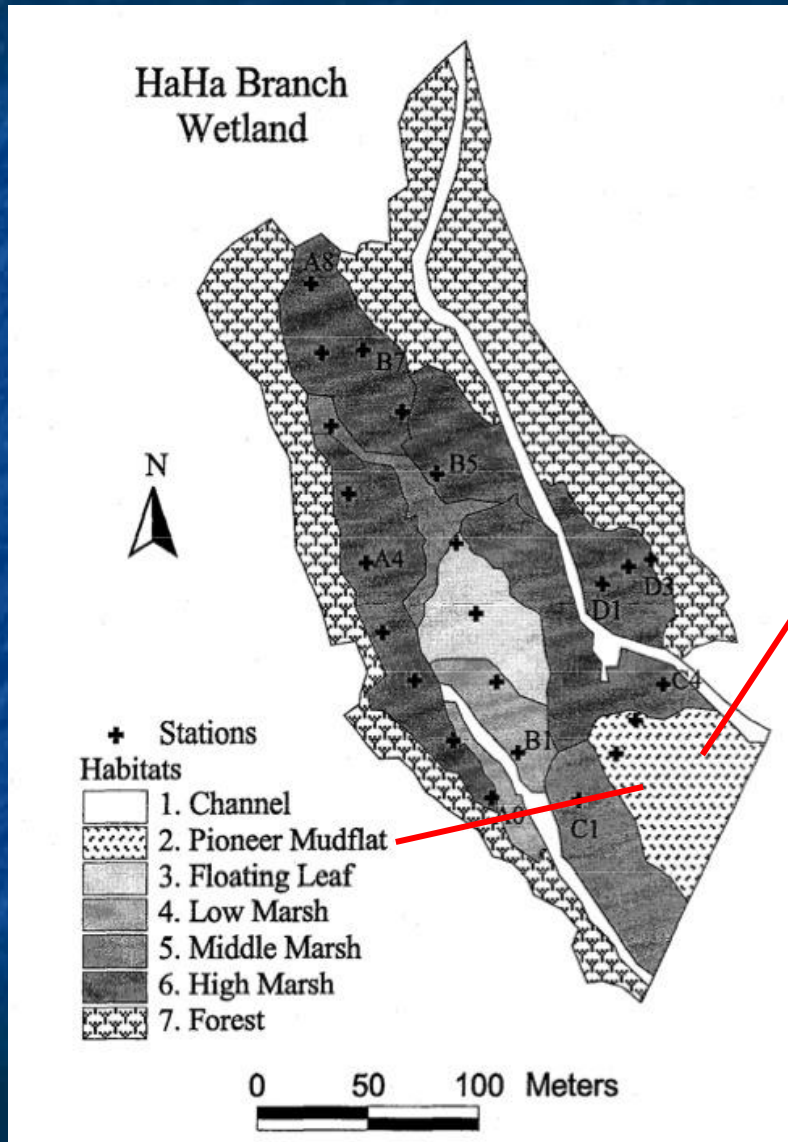 HaHa Branch
Wetland
A8
B7
B5
N
A4
D3
D1
C4
B1
A0
C1
Stations
Habitats
1. Channel
2. Pioneer Mudflat
3. Floating Leaf
4. Low Marsh
5. Middle Marsh
6. High Marsh
7. Forest
0 50 100 Meters